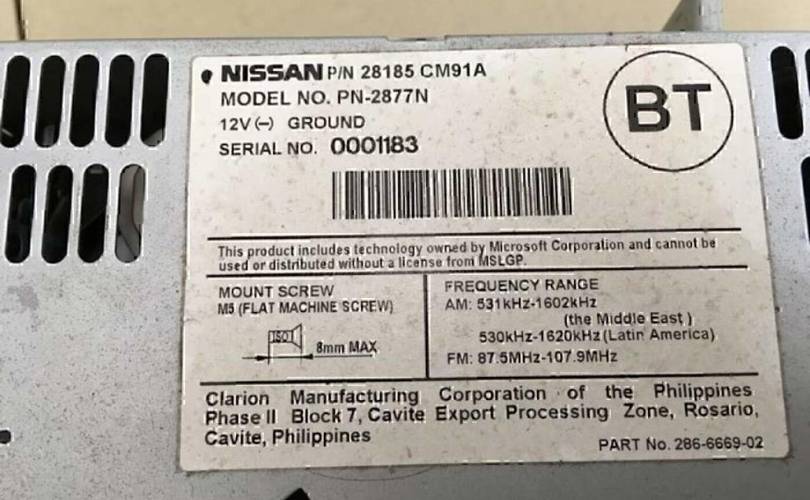 NISSAN P/N 28185 CM91A
MODEL NO. PN-2877N
12V (–) GROUND
SERIAL NO. 0001183
BT
This product includes technology owned by Microsoft Corporation and cannot be
used or distributed without a license from MSLGP.
MOUNT SCREW
M5 (FLAT MACHINE SCREW)
ISO
8mm MAX
FREQUENCY RANGE
AM: 531kHz-1602kHz
(the Middle East)
530kHz-1620kHz (Latin America)
FM: 87.5MHz-107.9MHz
Clarion Manufacturing Corporation of the Philippines
Phase II Block 7, Cavite Export Processing Zone, Rosario,
Cavite, Philippines
PART No. 286-6669-02